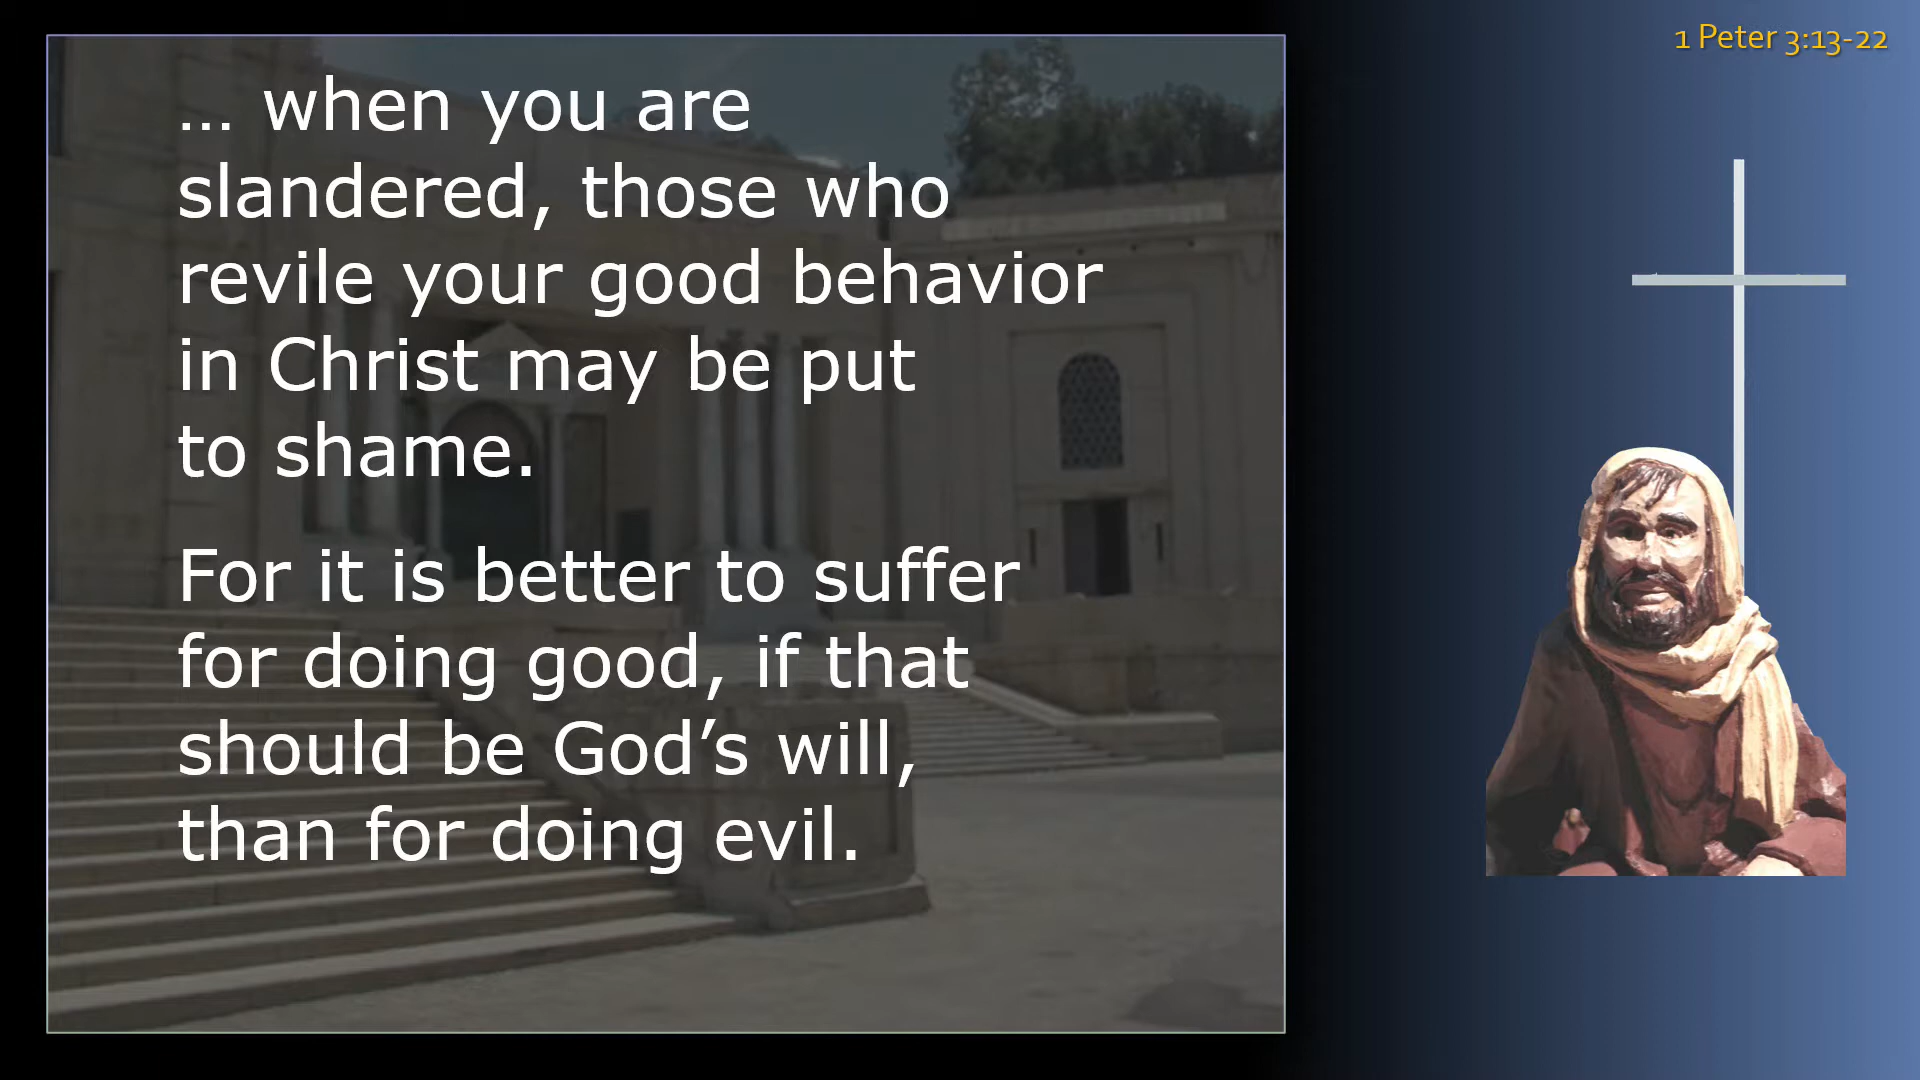 1 Peter 3:13-22
… when you are
slandered, those who
revile your good behavior
in Christ may be put
to shame.
For it is better to suffer
for doing good, if that
should be God’s will,
than for doing evil.